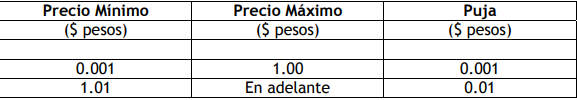 Precio Mínimo Precio Máximo Puja
($ pesos) ($ pesos) ($ pesos)
0.001 1.00 0.001
1.01 En adelante 0.01